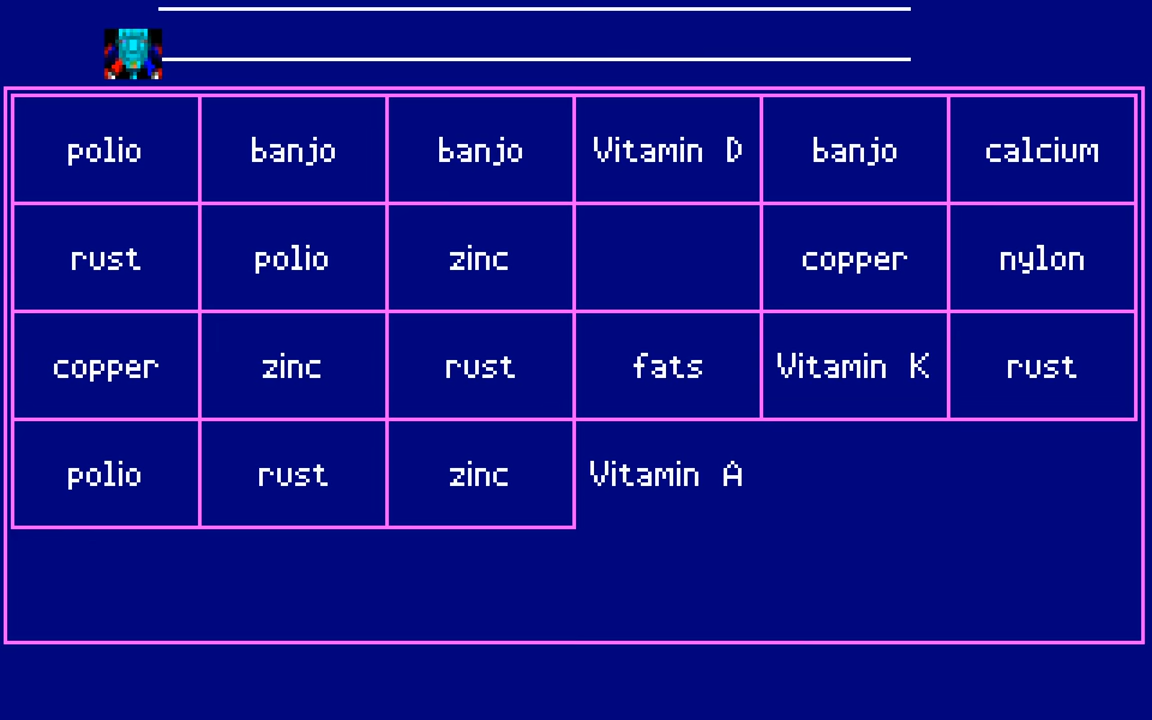 polio banjo banjo Vitamin D banjo calcium
rust polio zinc copper nylon
copper zinc rust fats Vitamin K rust
polio rust zinc Vitamin A